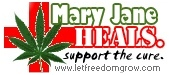 Mary Jane
HEALS.
support the cure.
www.letfreedomgrow.com